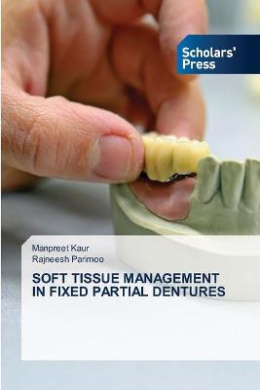 Scholars'
Press
Manpreet Kaur
Rajneesh Parimoo
SOFT TISSUE MANAGEMENT
IN FIXED PARTIAL DENTURES